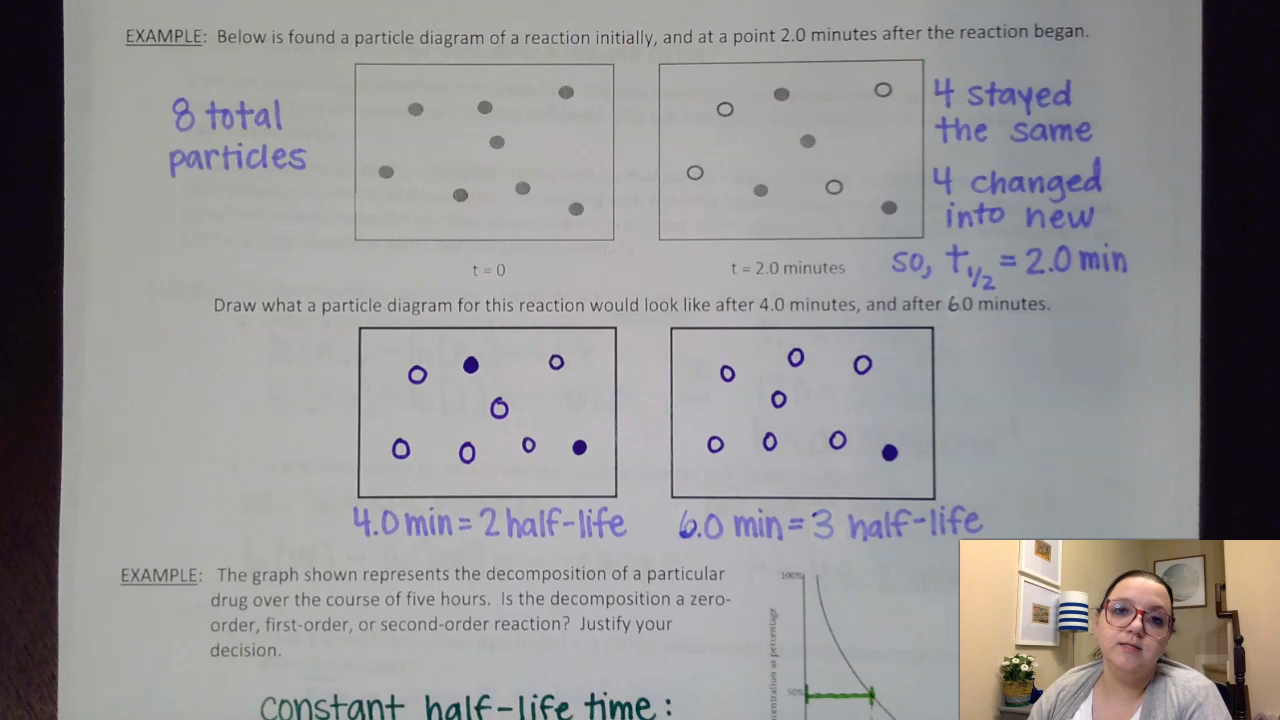 EXAMPLE: Below is found a particle diagram of a reaction initially, and at a point 2.0 minutes after the reaction began.
8 total
particles
4 stayed
the same
4 changed
into new
so, t1/2 = 2.0 min
t = 0
t = 2.0 minutes
Draw what a particle diagram for this reaction would look like after 4.0 minutes, and after 6.0 minutes.
4.0 min = 2 half-life
6.0 min = 3 half-life
EXAMPLE: The graph shown represents the decomposition of a particular
drug over the course of five hours. Is the decomposition a zero-
order, first-order, or second-order reaction? Justify your
decision.
100%
50%
as percentage
constant half-life time: